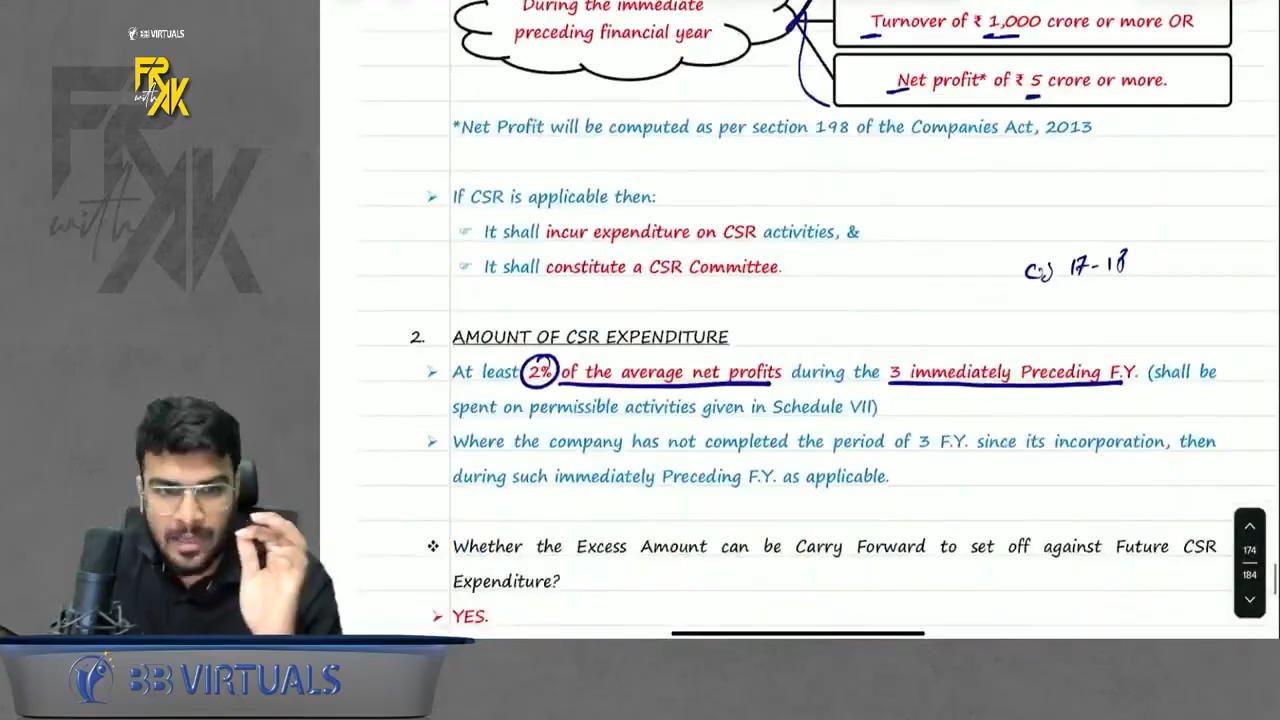 During the immediate
preceding financial year
Turnover of ₹ 1,000 crore or more OR
Net profit* of ₹ 5 crore or more.
*Net Profit will be computed as per section 198 of the Companies Act, 2013
➢ If CSR is applicable then:
☞ It shall incur expenditure on CSR activities, &
☞ It shall constitute a CSR Committee.
17-18
2. AMOUNT OF CSR EXPENDITURE
➢ At least 2% of the average net profits during the 3 immediately Preceding F.Y. (shall be
spent on permissible activities given in Schedule VII)
➢ Where the company has not completed the period of 3 F.Y. since its incorporation, then
during such immediately Preceding F.Y. as applicable.
❖ Whether the Excess Amount can be Carry Forward to set off against Future CSR
Expenditure?
➢ YES.
174
184
BB VIRTUALS
FR
with
AK
FR
with
AK
BB VIRTUALS